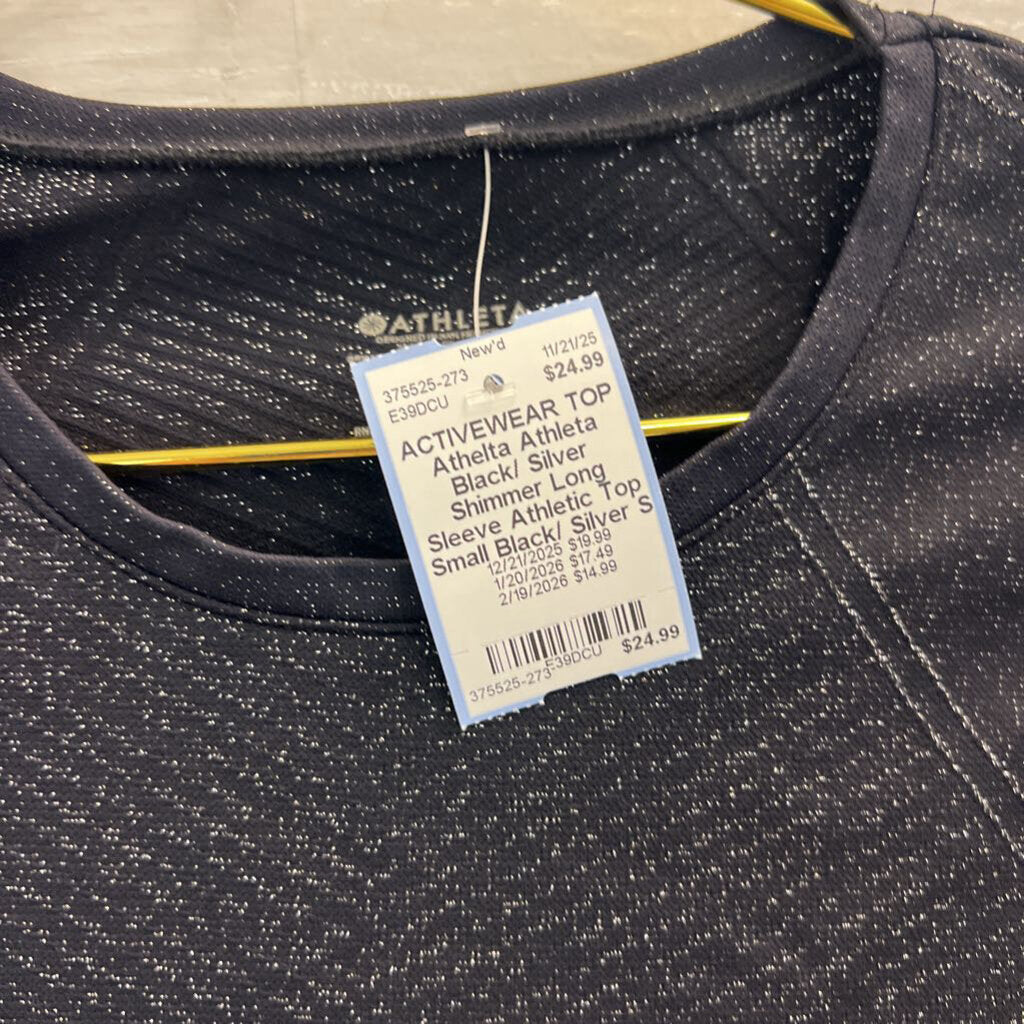 ATHLETA
New'd
375525-273 11/21/25
E39DCU $24.99
ACTIVEWEAR TOP
Athelta Athleta
Black/ Silver
Shimmer Long
Sleeve Athletic Top
Small Black/ Silver S
12/21/2025 $19.99
1/20/2026 $17.49
2/19/2026 $14.99
375525-273 E39DCU $24.99